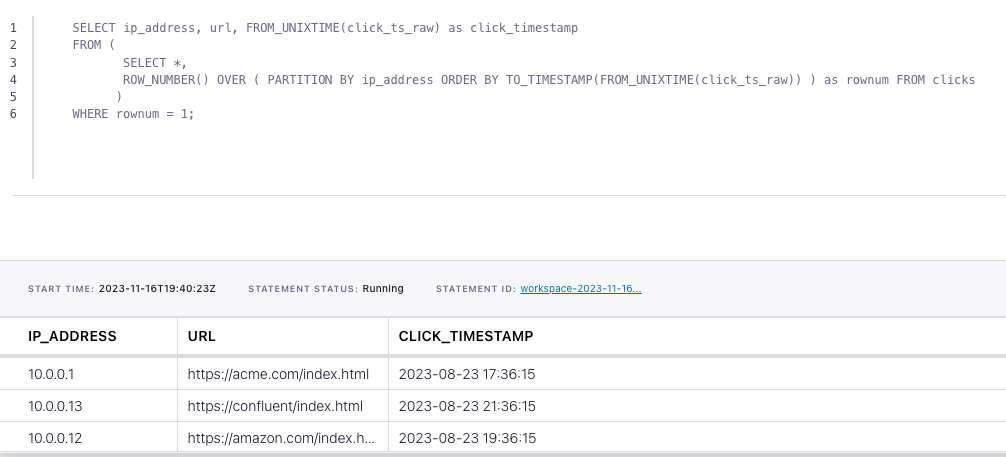 1 SELECT ip_address, url, FROM_UNIXTIME(click_ts_raw) as click_timestamp
2 FROM (
3 SELECT *,
4 ROW_NUMBER() OVER ( PARTITION BY ip_address ORDER BY TO_TIMESTAMP(FROM_UNIXTIME(click_ts_raw)) ) as rownum FROM clicks
5 )
6 WHERE rownum = 1;
START TIME: 2023-11-16T19:40:23Z STATEMENT STATUS: Running STATEMENT ID: workspace-2023-11-16...
IP_ADDRESS URL CLICK_TIMESTAMP
10.0.0.1 https://acme.com/index.html 2023-08-23 17:36:15
10.0.0.13 https://confluent/index.html 2023-08-23 21:36:15
10.0.0.12 https://amazon.com/index.h... 2023-08-23 19:36:15